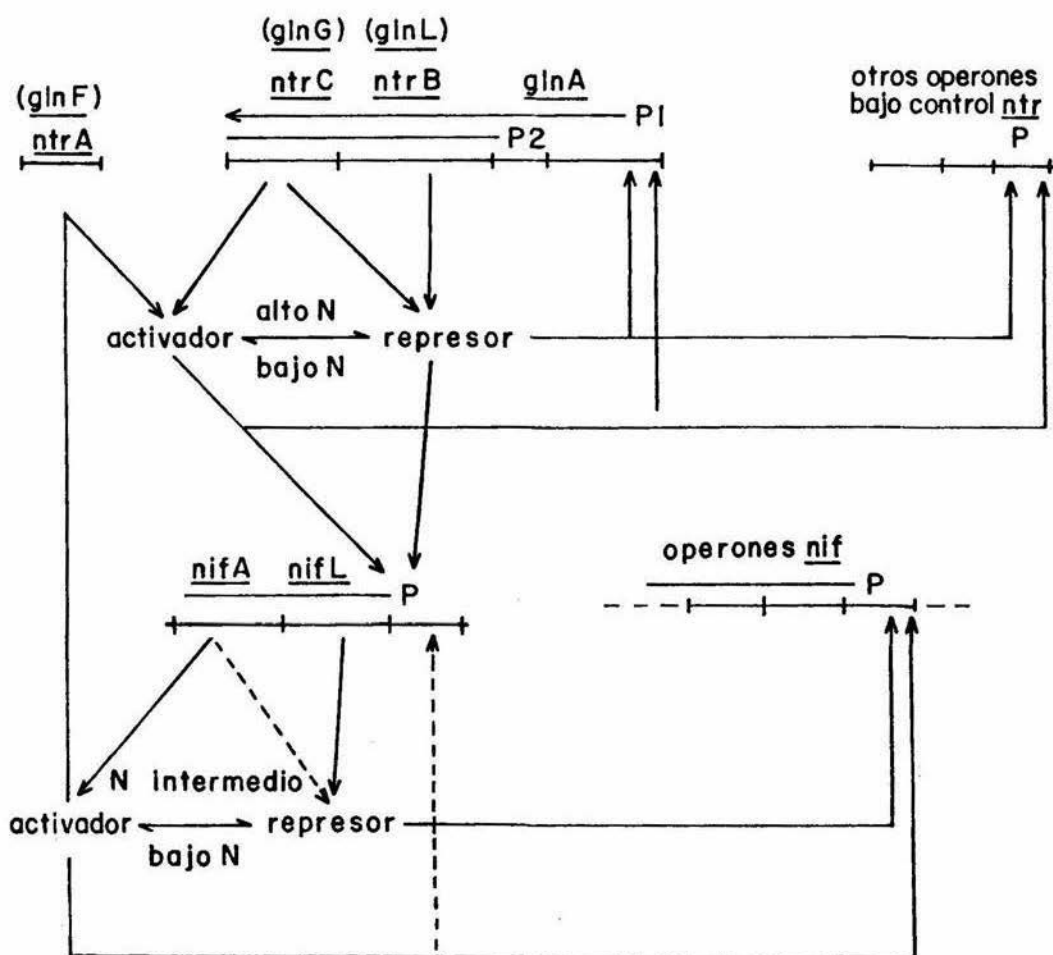 (glnG) (glnL)
(glnF) ntrC ntrB glnA
ntrA
P1
P2
otros operones
bajo control ntr
P
activador alto N represor
bajo N
nifA nifL P
operones nif
P
N intermedio
activador represor
bajo N